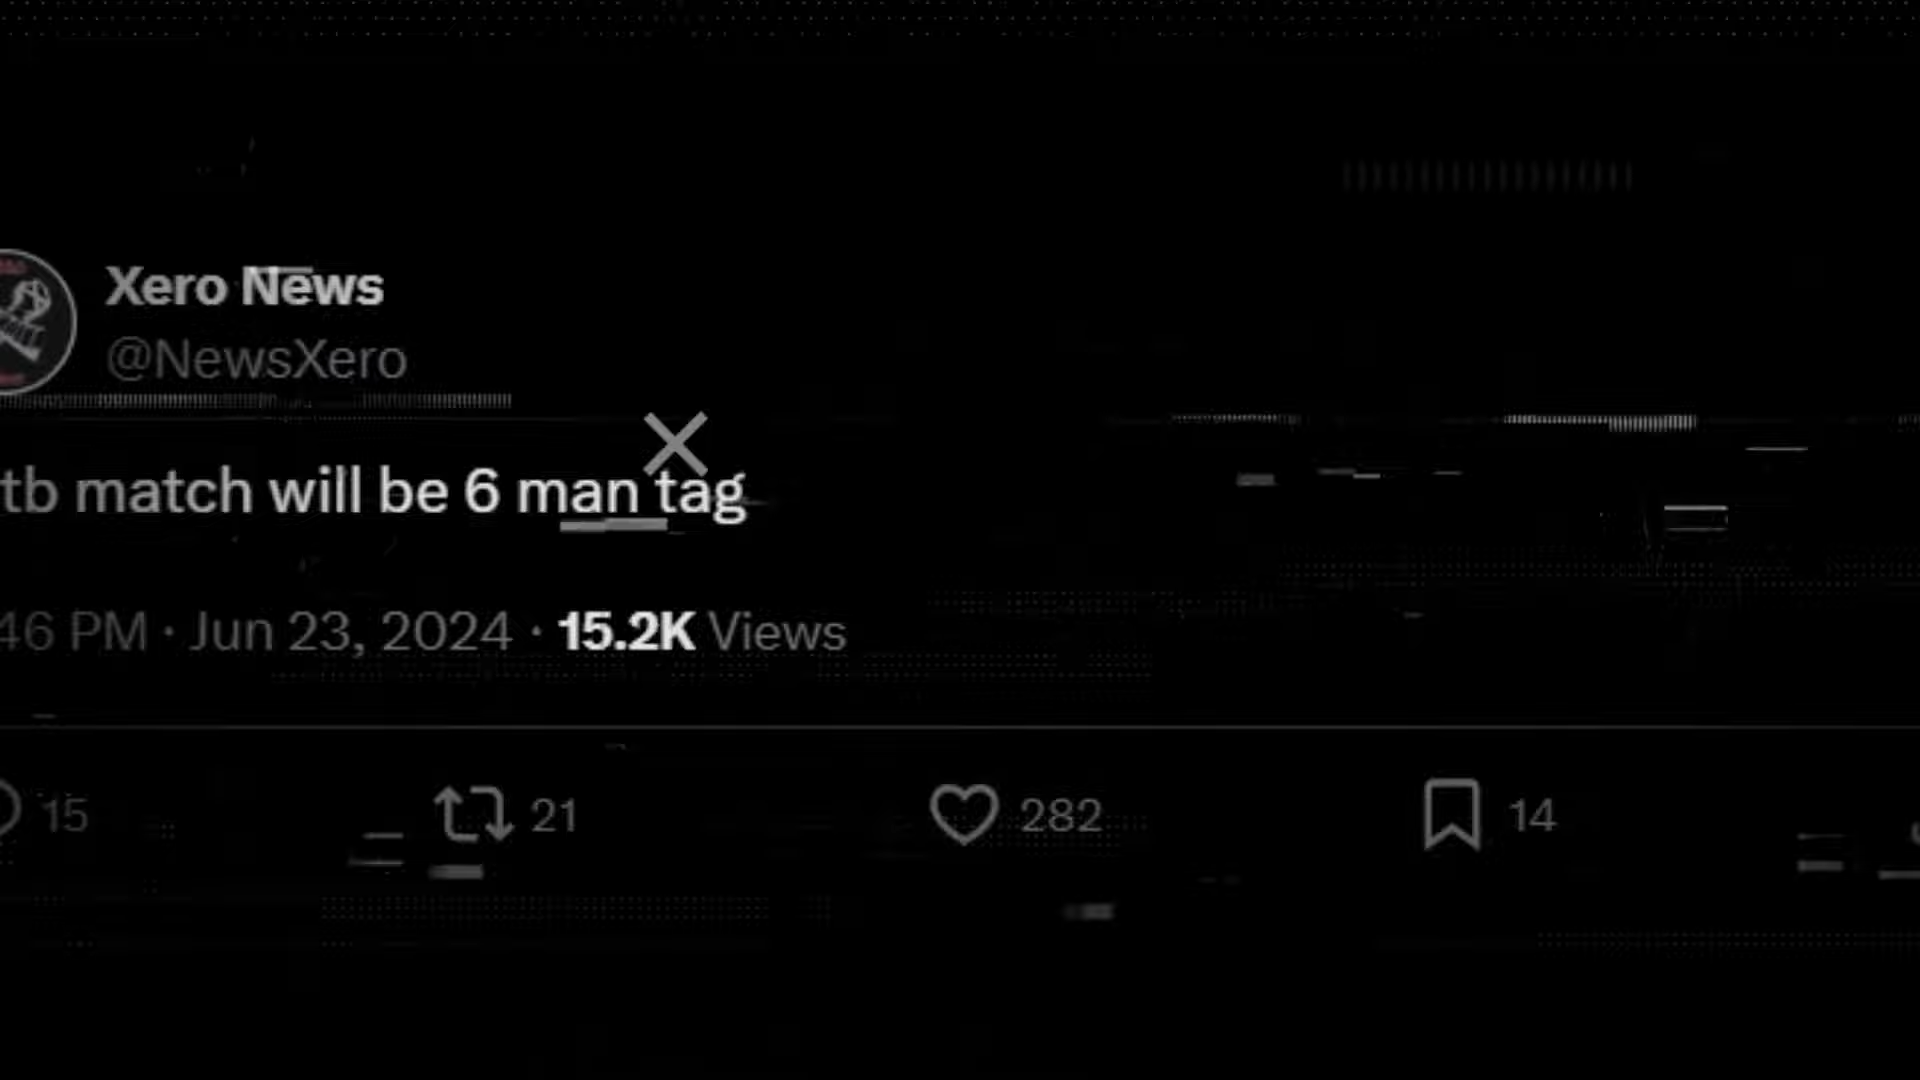 Xero News
@NewsXero
tb match will be 6 man tag
46 PM · Jun 23, 2024 · 15.2K Views
15 21 282 14